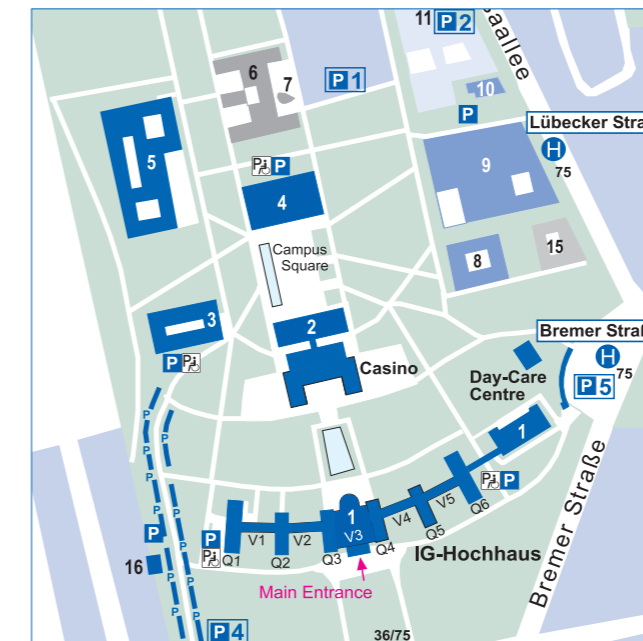 11
P 2
aallee
6
7
P 1
10
P
Lübecker Stra
H
75
5
9
P
4
Campus
Square
8
15
3
2
P
Casino
Bremer Straß
H
75
P 5
Day-Care
Centre
1
P
P
P
P
P
P
P
P
P
P
P
P
16
Q1
V1
Q2
V2
Q3
1
V3
Q4
V4
Q5
V5
Q6
P
P
IG-Hochhaus
Main Entrance
Bremer Straße
P 4
36/75